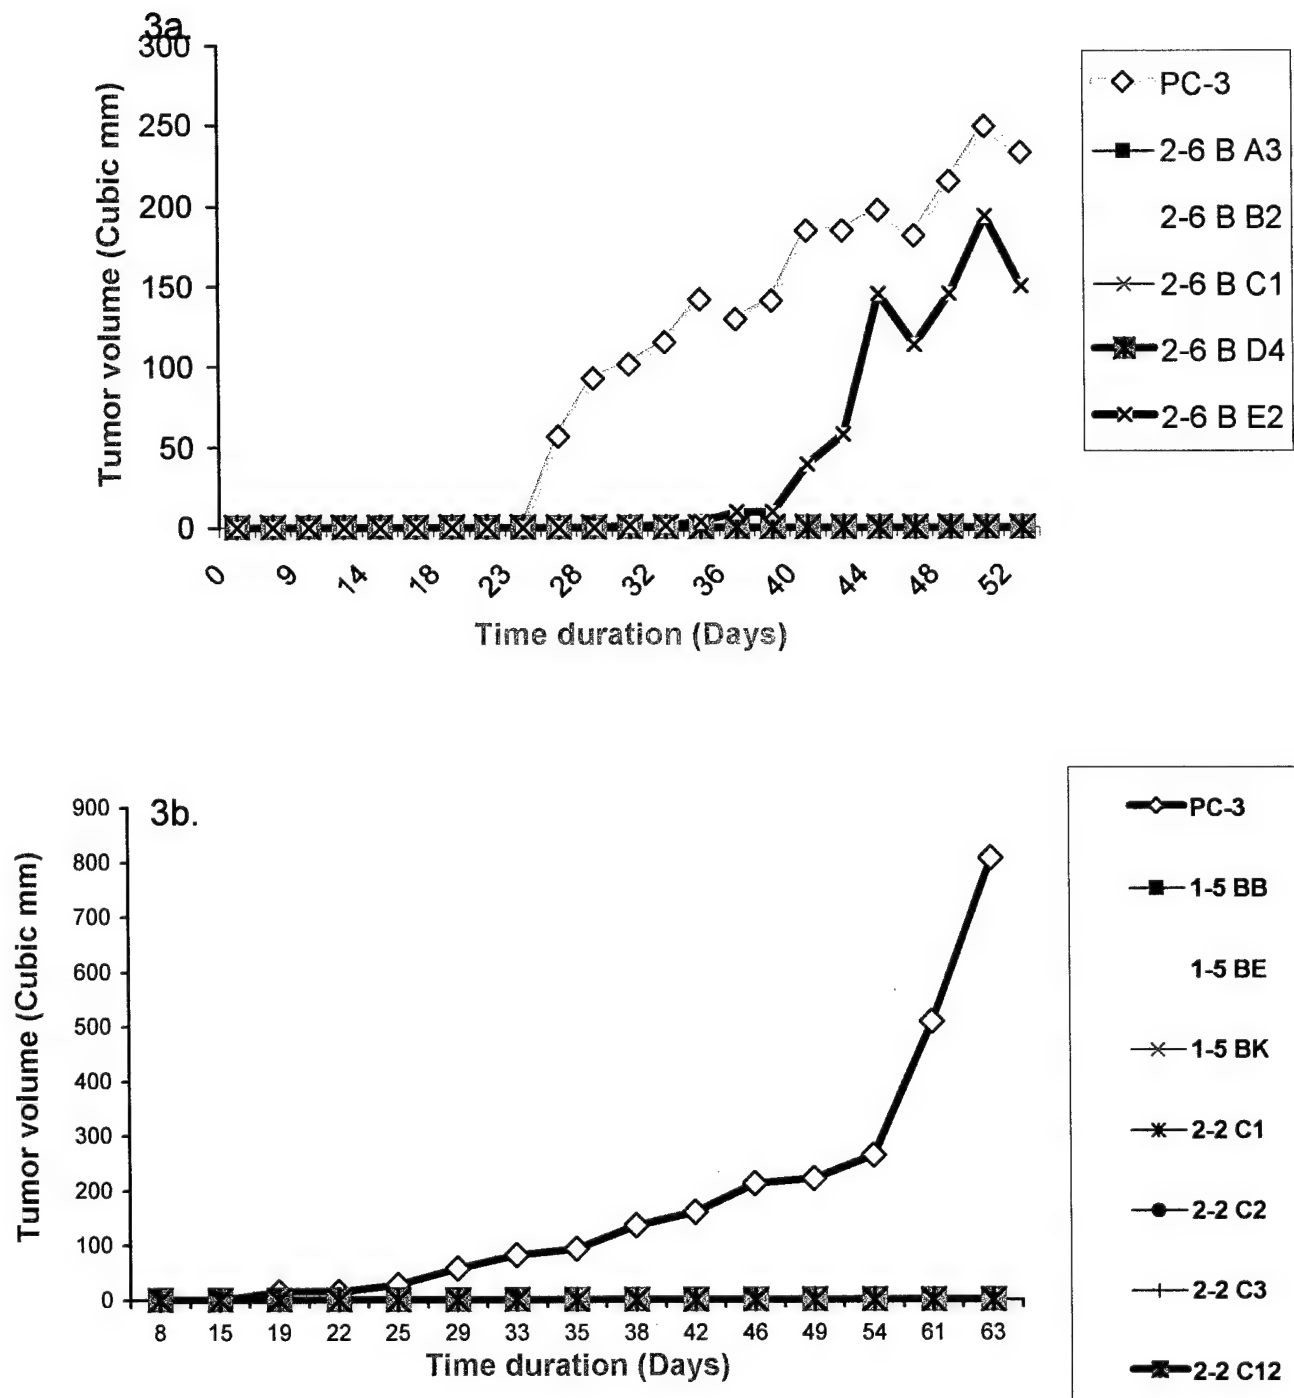 3a.
300
250
200
150
100
50
0
Tumor volume (Cubic mm)
0 9 14 18 23 28 32 36 40 44 48 52
Time duration (Days)
PC-3
2-6 B A3
2-6 B B2
2-6 B C1
2-6 B D4
2-6 B E2
3b.
900
800
700
600
500
400
300
200
100
0
Tumor volume (Cubic mm)
8 15 19 22 25 29 33 35 38 42 46 49 54 61 63
Time duration (Days)
PC-3
1-5 BB
1-5 BE
1-5 BK
2-2 C1
2-2 C2
2-2 C3
2-2 C12